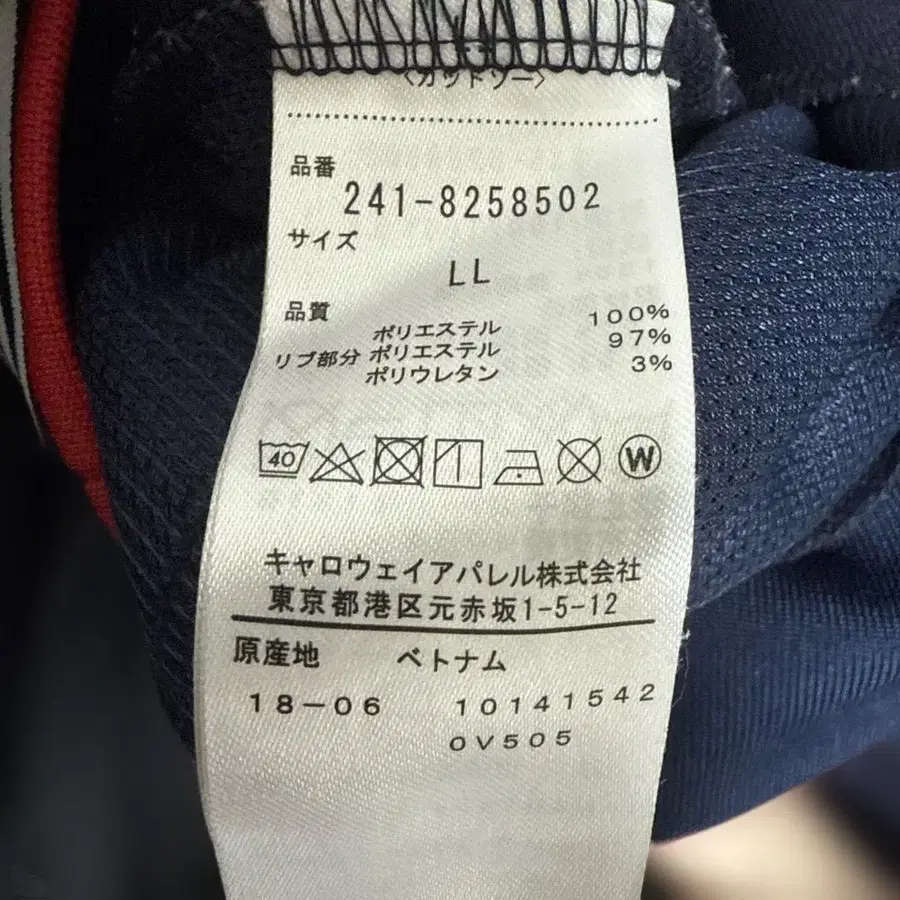 〈カットソー〉
品番
241-8258502
サイズ
LL
品質
ポリエステル 100%
リブ部分 ポリエステル 97%
ポリウレタン 3%
40
W
キャロウェイアパレル株式会社
東京都港区元赤坂1-5-12
原産地 ベトナム
18-06 10141542
0V505